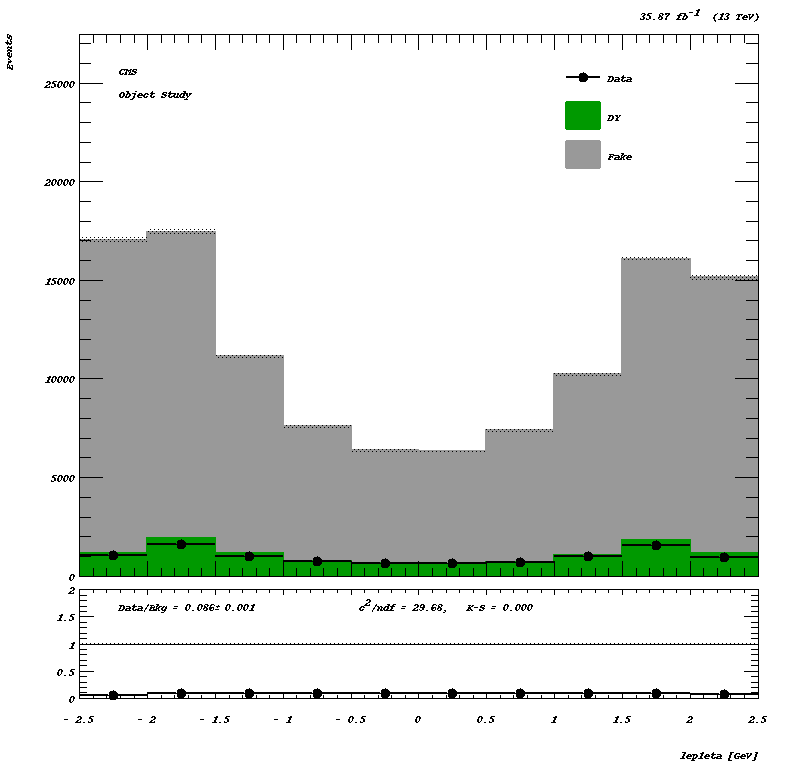 35.87 fb-1 (13 TeV)
Events
CMS
Object Study
Data
DY
Fake
25000
20000
15000
10000
5000
0
Data/Bkg = 0.086± 0.001 c2/ndf = 29.68, K-S = 0.000
2
1.5
1
0.5
0
- 2.5 - 2 - 1.5 - 1 - 0.5 0 0.5 1 1.5 2 2.5
lep1eta [GeV]